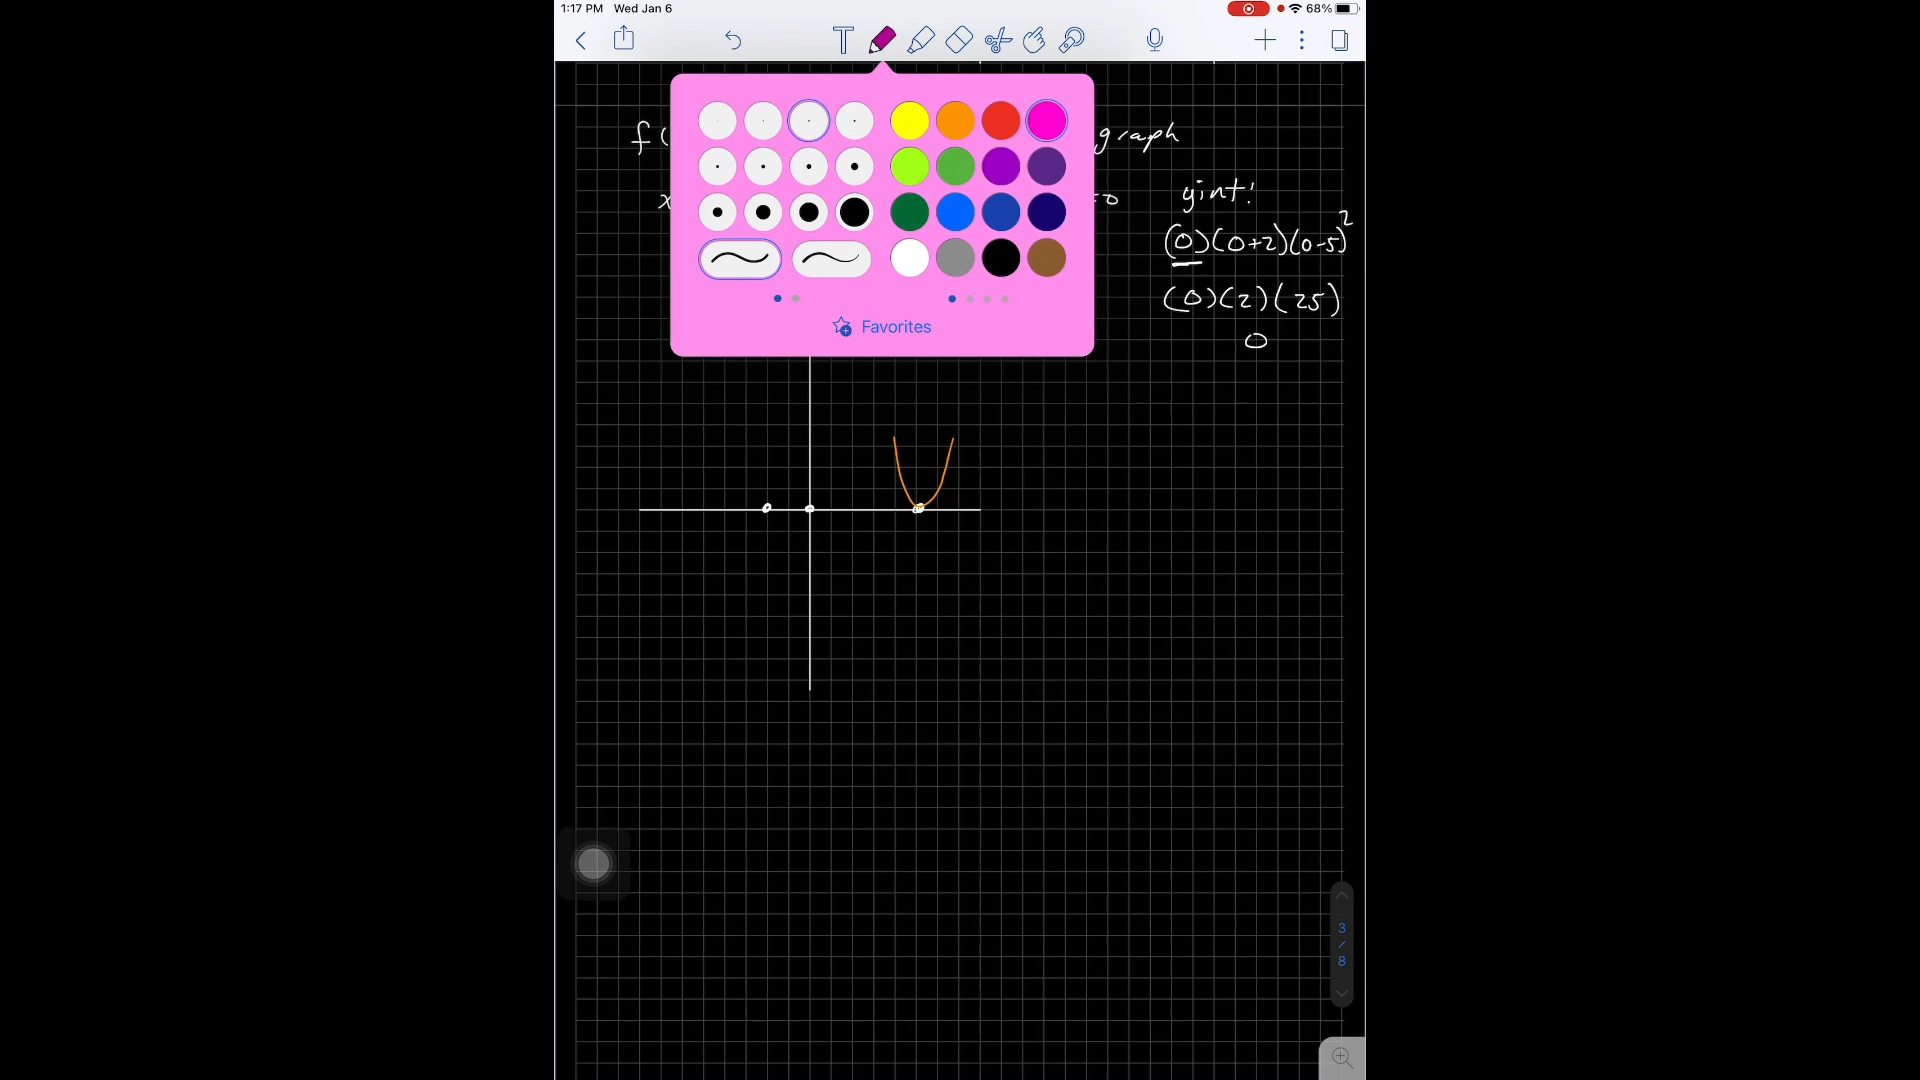 1:17 PM Wed Jan 6 68%
T
f( graph
x =0 yint:
(0)(0+2)(0-5)²
(0)(2)(25)
0
Favorites
3
/
8